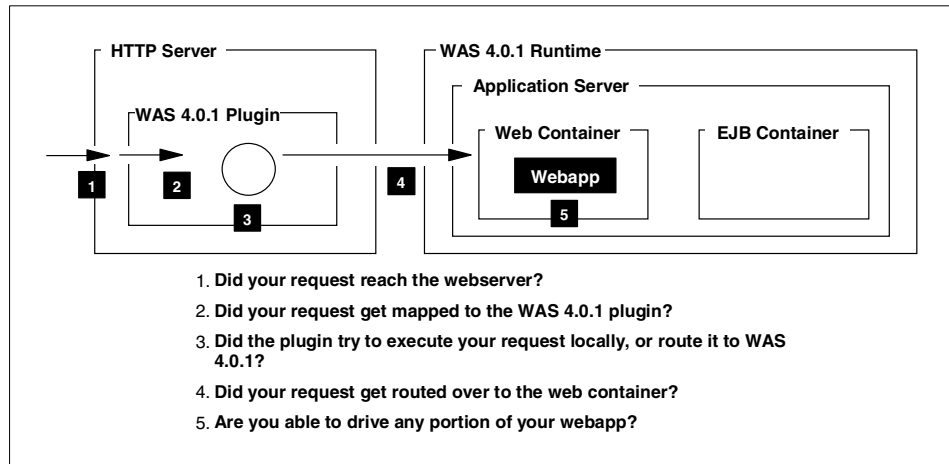 HTTP Server
WAS 4.0.1 Runtime
Application Server
WAS 4.0.1 Plugin
Web Container
EJB Container
Webapp
1
2
3
4
5
1. Did your request reach the webserver?
2. Did your request get mapped to the WAS 4.0.1 plugin?
3. Did the plugin try to execute your request locally, or route it to WAS
4.0.1?
4. Did your request get routed over to the web container?
5. Are you able to drive any portion of your webapp?